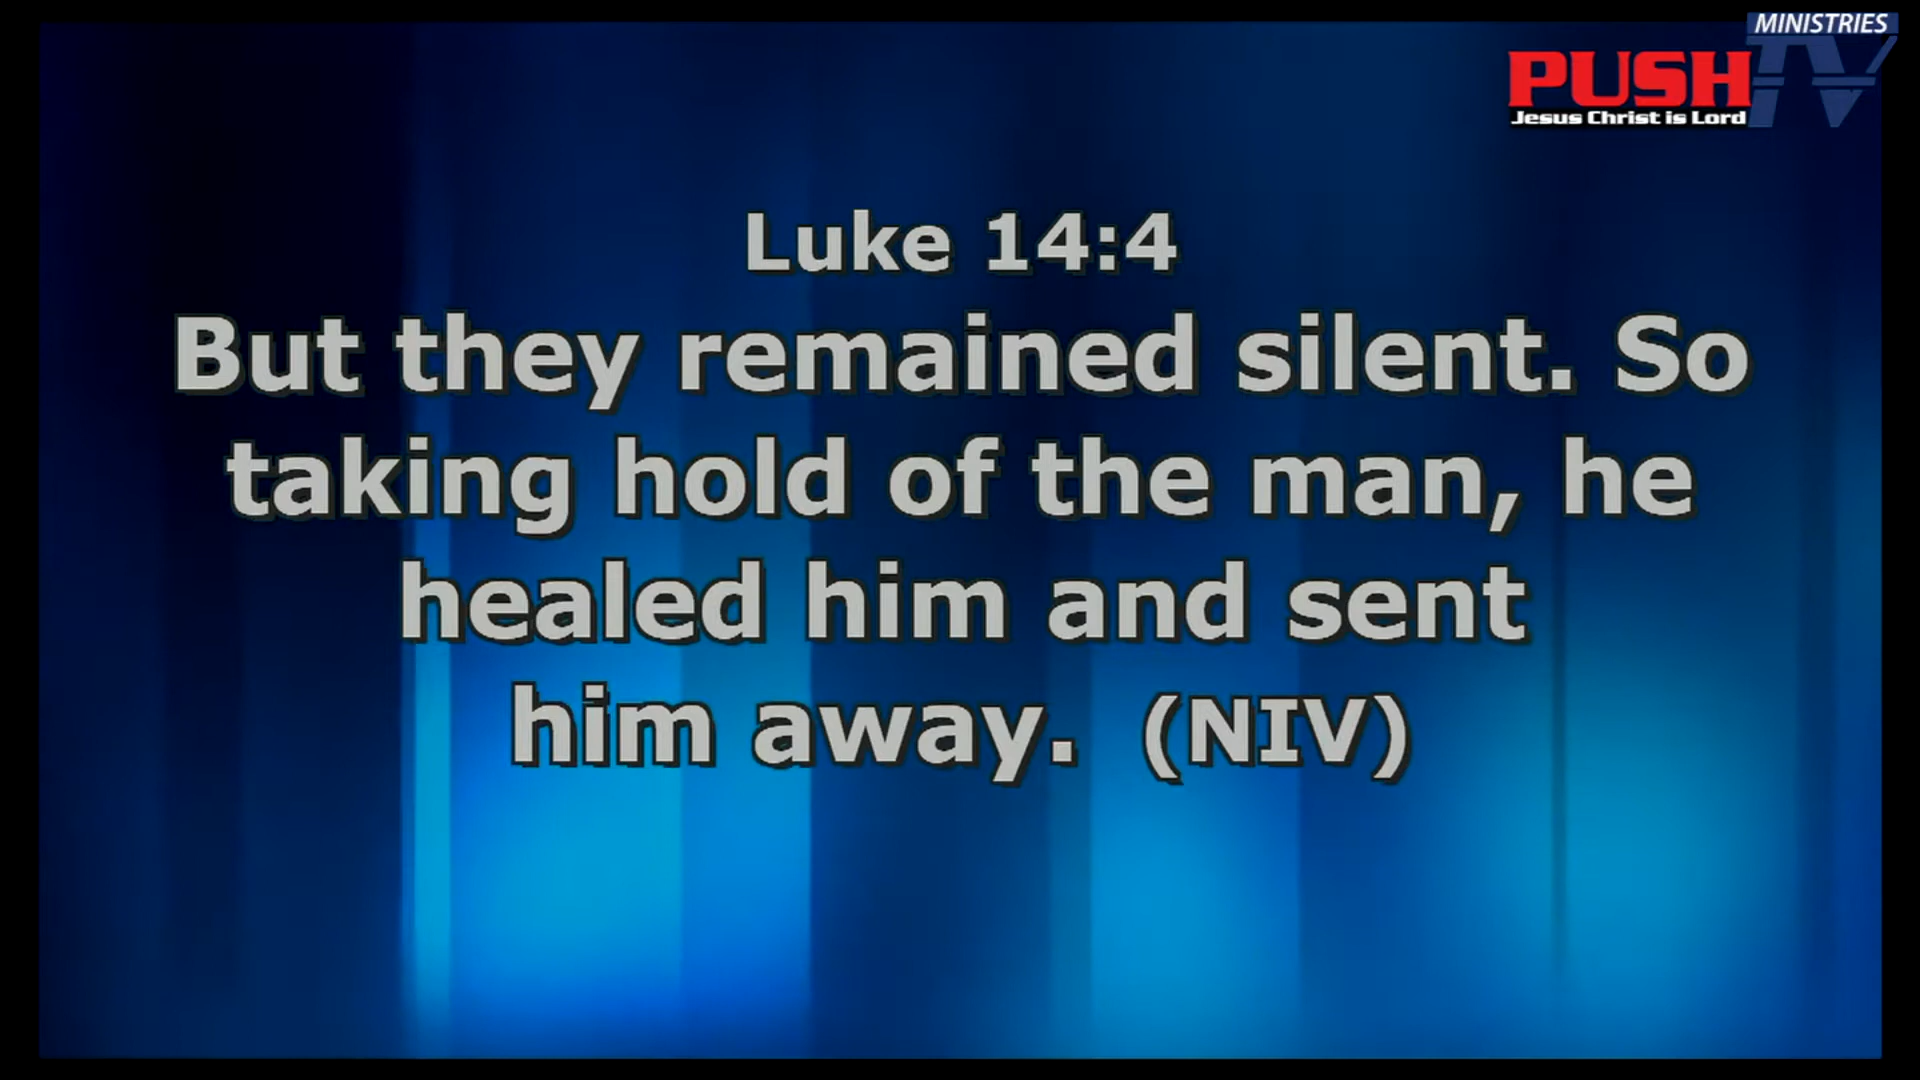 MINISTRIES
PUSH TV
Jesus Christ is Lord
Luke 14:4
But they remained silent. So
taking hold of the man, he
healed him and sent
him away. (NIV)